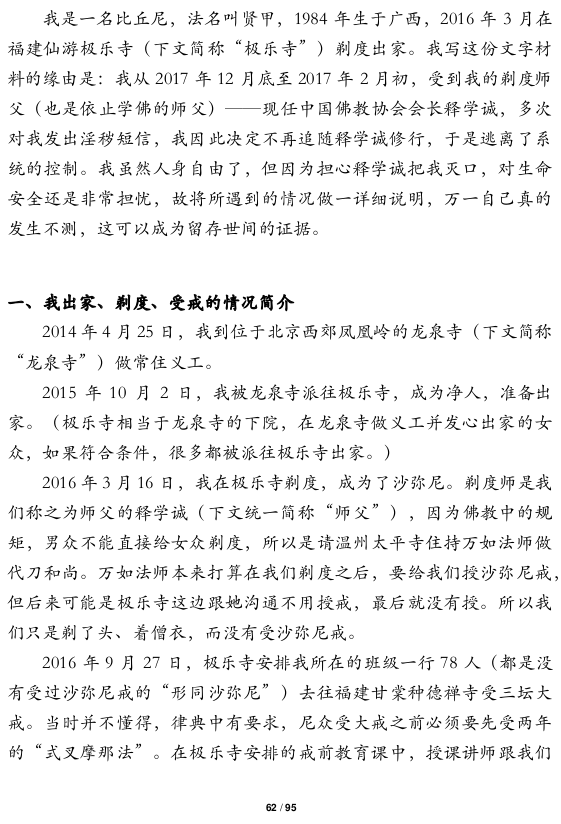 我是一名比丘尼，法名叫贤甲，1984 年生于广西，2016 年 3 月在
福建仙游极乐寺（下文简称“极乐寺”）剃度出家。我写这份文字材
料的缘由是：我从 2017 年 12 月底至 2017 年 2 月初，受到我的剃度师
父（也是依止学佛的师父）——现任中国佛教协会会长释学诚，多次
对我发出淫秽短信，我因此决定不再追随释学诚修行，于是逃离了系
统的控制。我虽然人身自由了，但因为担心释学诚把我灭口，对生命
安全还是非常担忧，故将所遇到的情况做一详细说明，万一自己真的
发生不测，这可以成为留存世间的证据。
一、我出家、剃度、受戒的情况简介
2014 年 4 月 25 日，我到位于北京西郊凤凰岭的龙泉寺（下文简称
“龙泉寺”）做常住义工。
2015 年 10 月 2 日，我被龙泉寺派往极乐寺，成为净人，准备出
家。（极乐寺相当于龙泉寺的下院，在龙泉寺做义工并发心出家的女
众，如果符合条件，很多都被派往极乐寺出家。）
2016 年 3 月 16 日，我在极乐寺剃度，成为了沙弥尼。剃度师是我
们称之为师父的释学诚（下文统一简称“师父”），因为佛教中的规
矩，男众不能直接给女众剃度，所以是请温州太平寺住持万如法师做
代刀和尚。万如法师本来打算在我们剃度之后，要给我们授沙弥尼戒，
但后来可能是极乐寺这边跟她沟通不用授戒，最后就没有授。所以我
们只是剃了头、着僧衣，而没有受沙弥尼戒。
2016 年 9 月 27 日，极乐寺安排我所在的班级一行 78 人（都是没
有受过沙弥尼戒的“形同沙弥尼”）去往福建甘棠种德禅寺受三坛大
戒。当时并不懂得，律典中有要求，尼众受大戒之前必须要先受两年
的“式叉摩那法”。在极乐寺安排的戒前教育课中，授课讲师跟我们
62 / 95